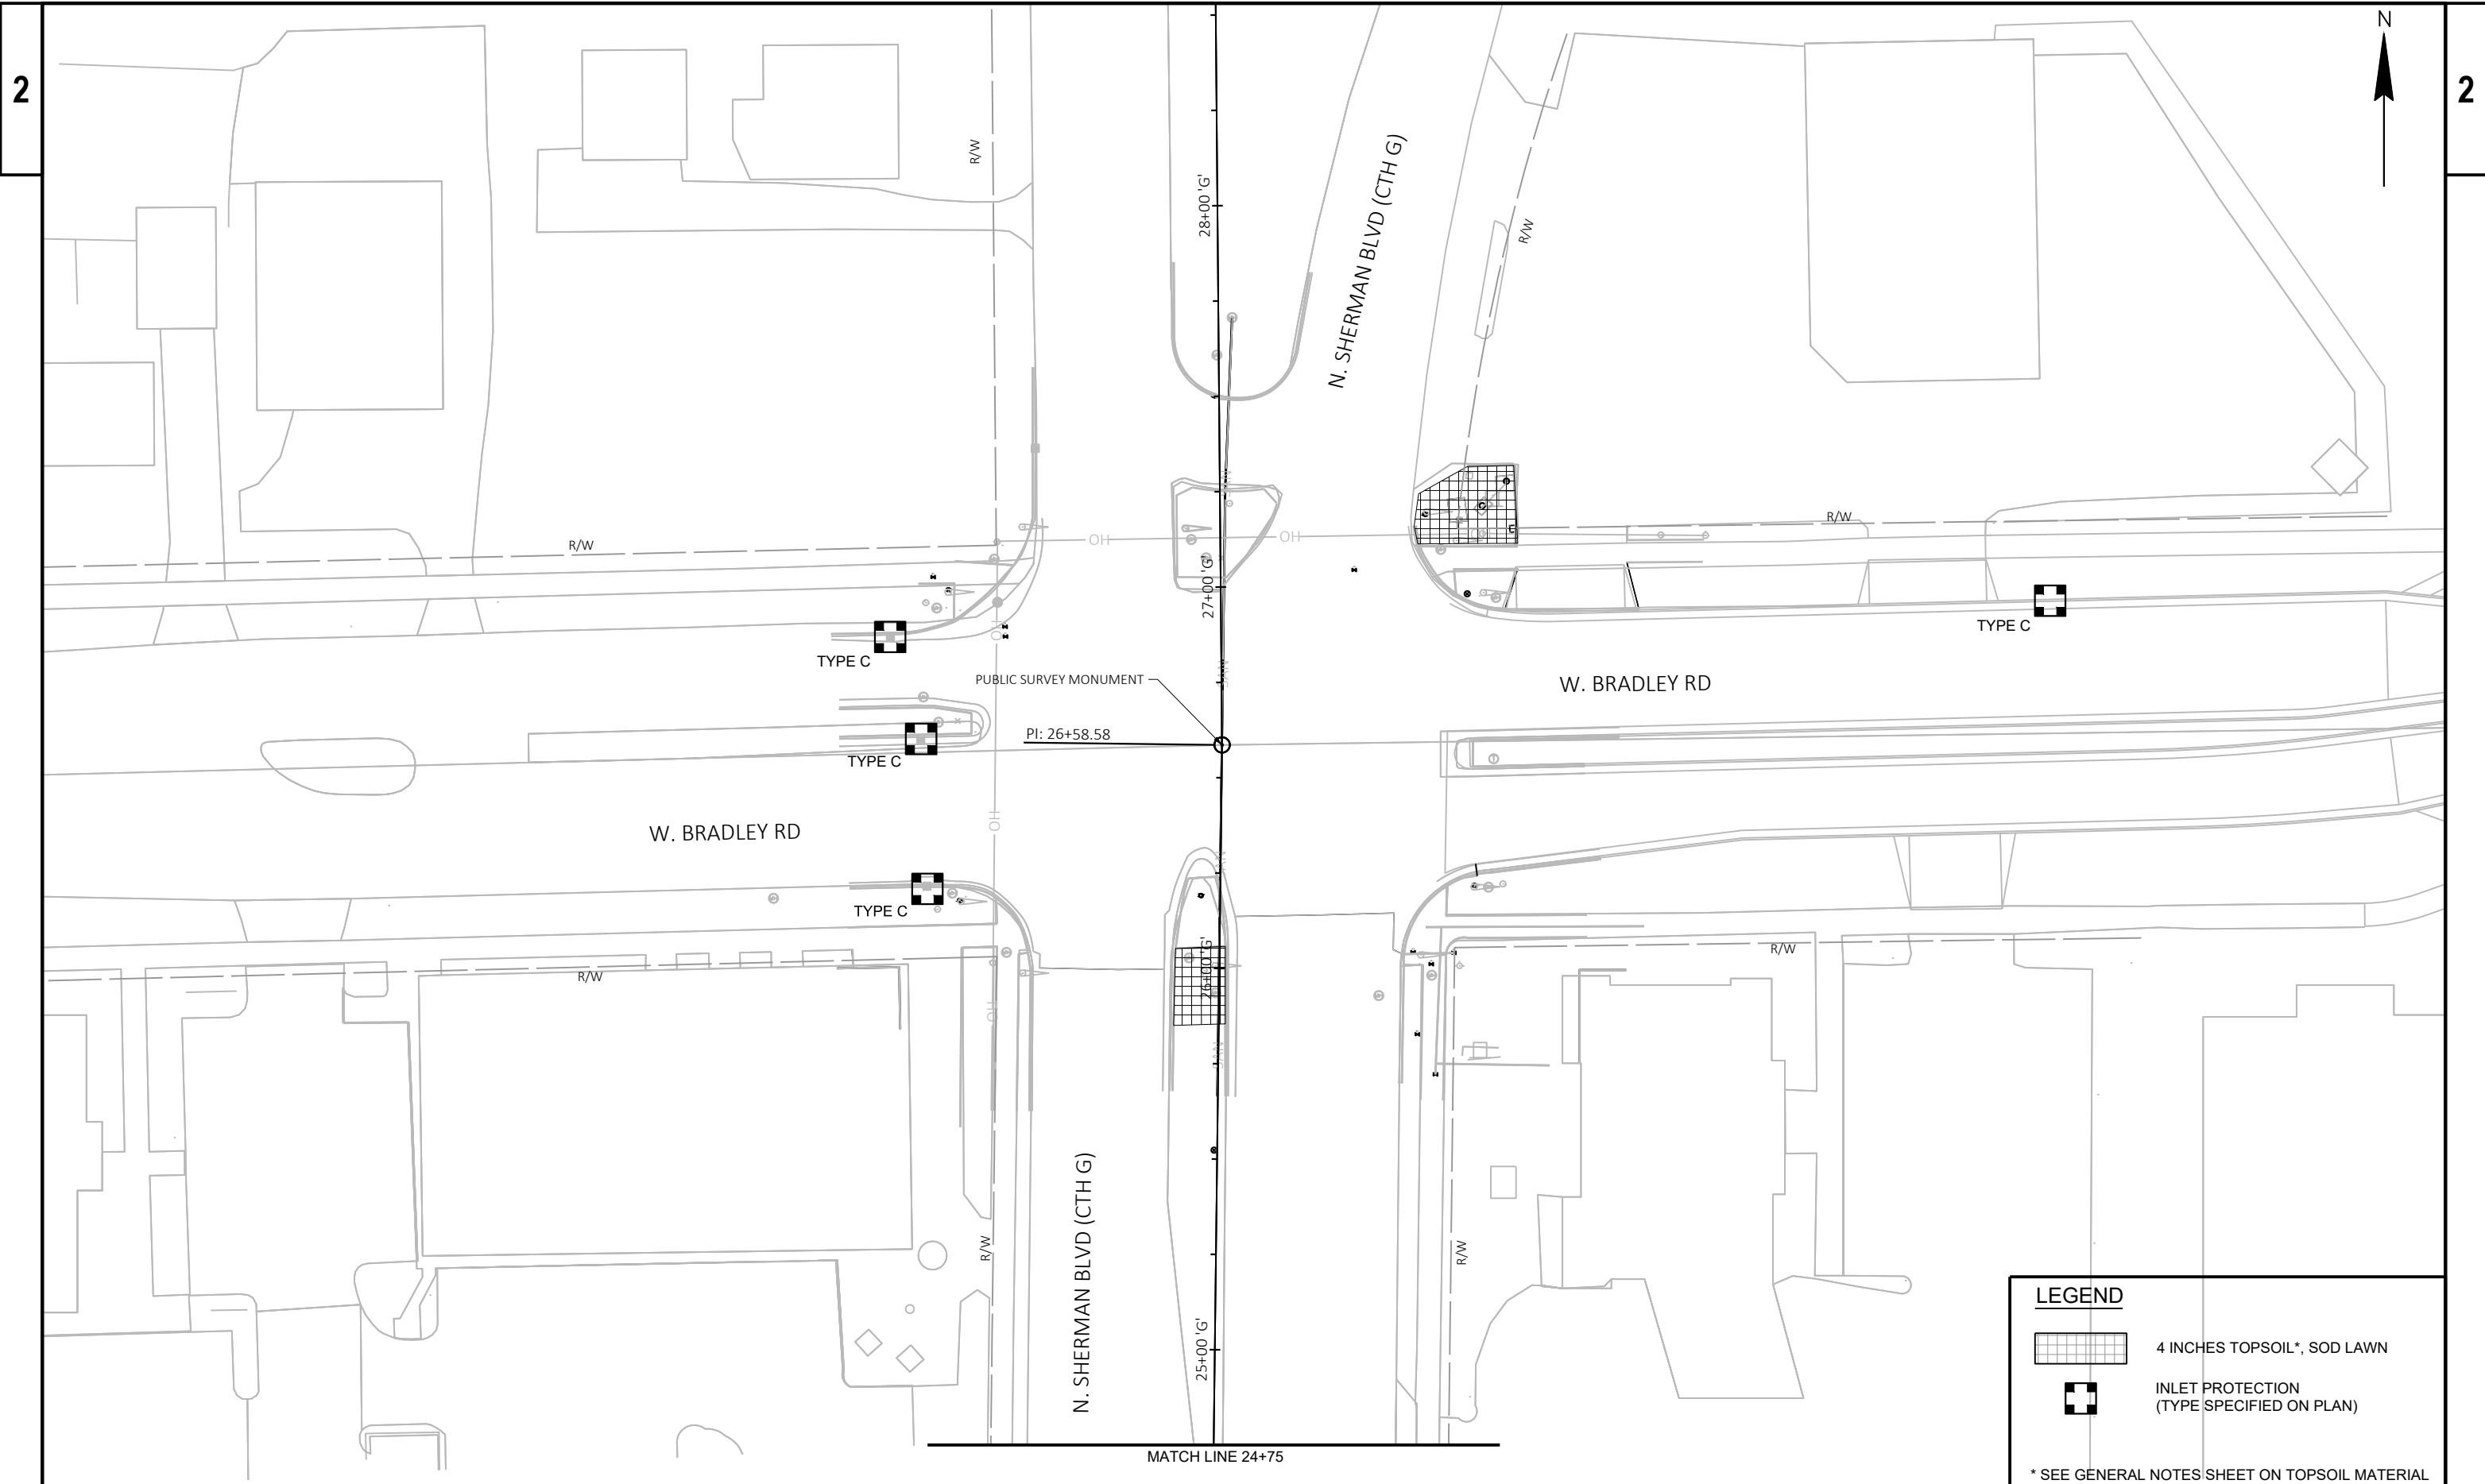 2
N
2
R/W
N. SHERMAN BLVD (CTH G)
28+00 'G'
R/W
R/W
R/W
OH
OH
27+00 'G'
TYPE C
TYPE C
PUBLIC SURVEY MONUMENT
W. BRADLEY RD
PI: 26+58.58
TYPE C
W. BRADLEY RD
OH
TYPE C
R/W
R/W
26+00 'G'
SAN
N. SHERMAN BLVD (CTH G)
R/W
R/W
25+00 'G'
MATCH LINE 24+75
LEGEND
4 INCHES TOPSOIL*, SOD LAWN
INLET PROTECTION
(TYPE SPECIFIED ON PLAN)
* SEE GENERAL NOTES SHEET ON TOPSOIL MATERIAL